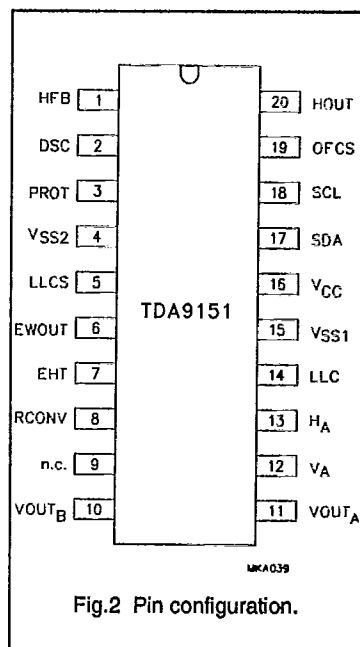 HFB 1 20 HOUT
DSC 2 19 OFCS
PROT 3 18 SCL
VSS2 4 17 SDA
LLCS 5 16 VCC
TDA9151
EWOUT 6 15 VSS1
EHT 7 14 LLC
RCONV 8 13 HA
n.c. 9 12 VA
VOUTB 10 11 VOUTA
MKA039
Fig.2 Pin configuration.